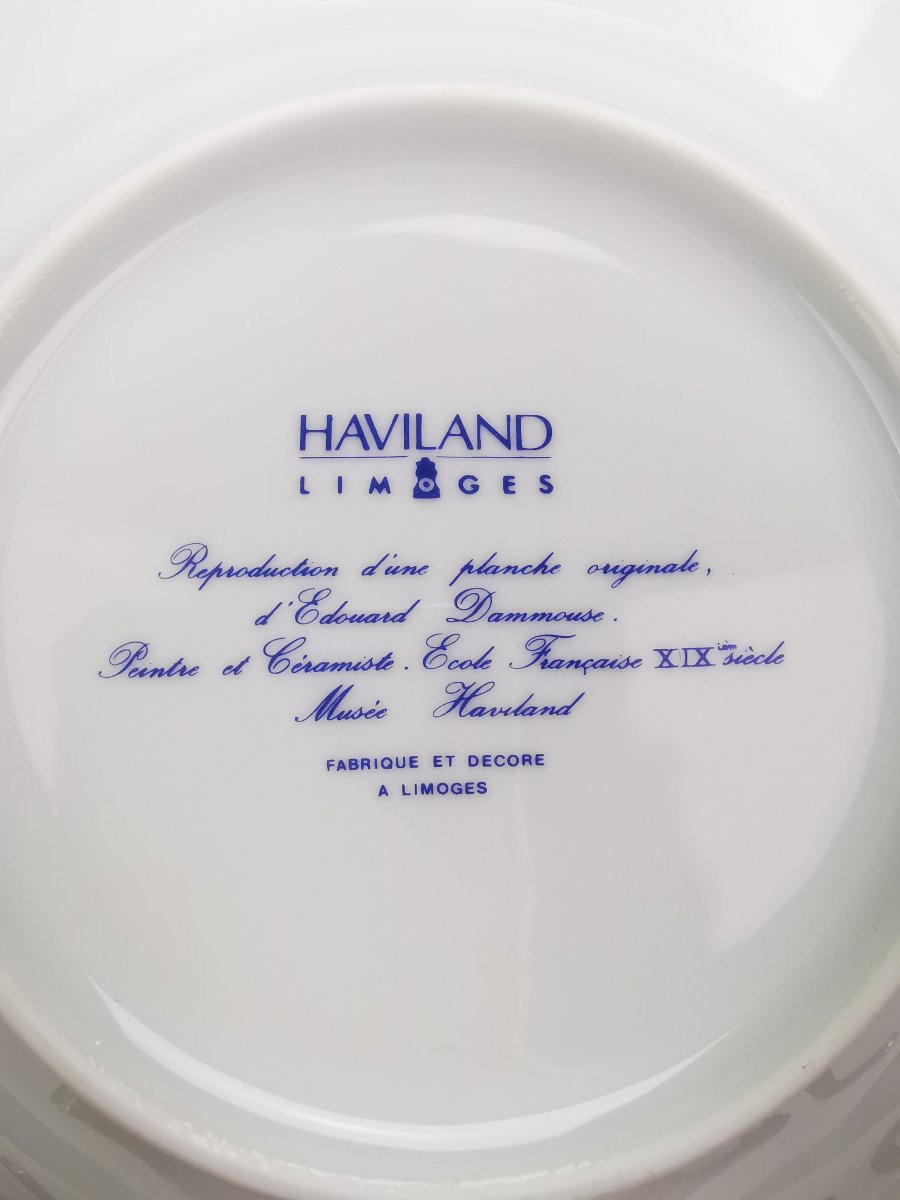 HAVILAND
LIMOGES
Reproduction d'une planche originale,
d'Edouard Dammouse.
Peintre et Céramiste. Ecole Française XIXièm siècle
Musée Haviland
FABRIQUE ET DECORE
A LIMOGES